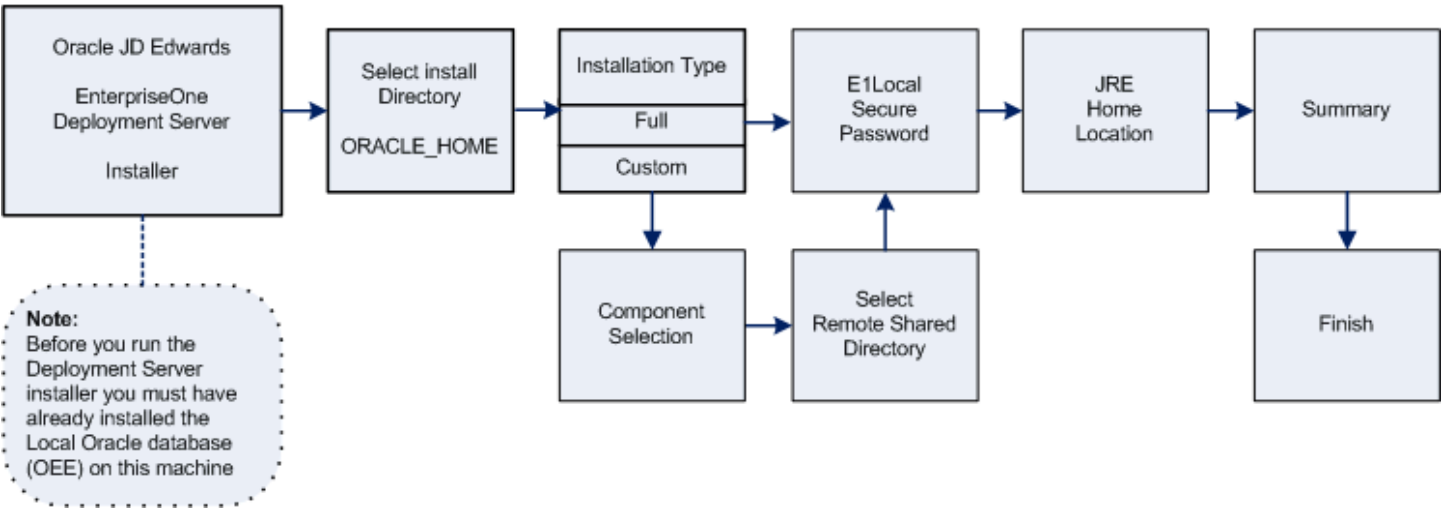 Oracle JD Edwards
EnterpriseOne
Deployment Server
Installer
Select install
Directory
ORACLE_HOME
Installation Type
Full
Custom
E1Local
Secure
Password
JRE
Home
Location
Summary
Component
Selection
Select
Remote Shared
Directory
Finish
Note:
Before you run the
Deployment Server
installer you must have
already installed the
Local Oracle database
(OEE) on this machine